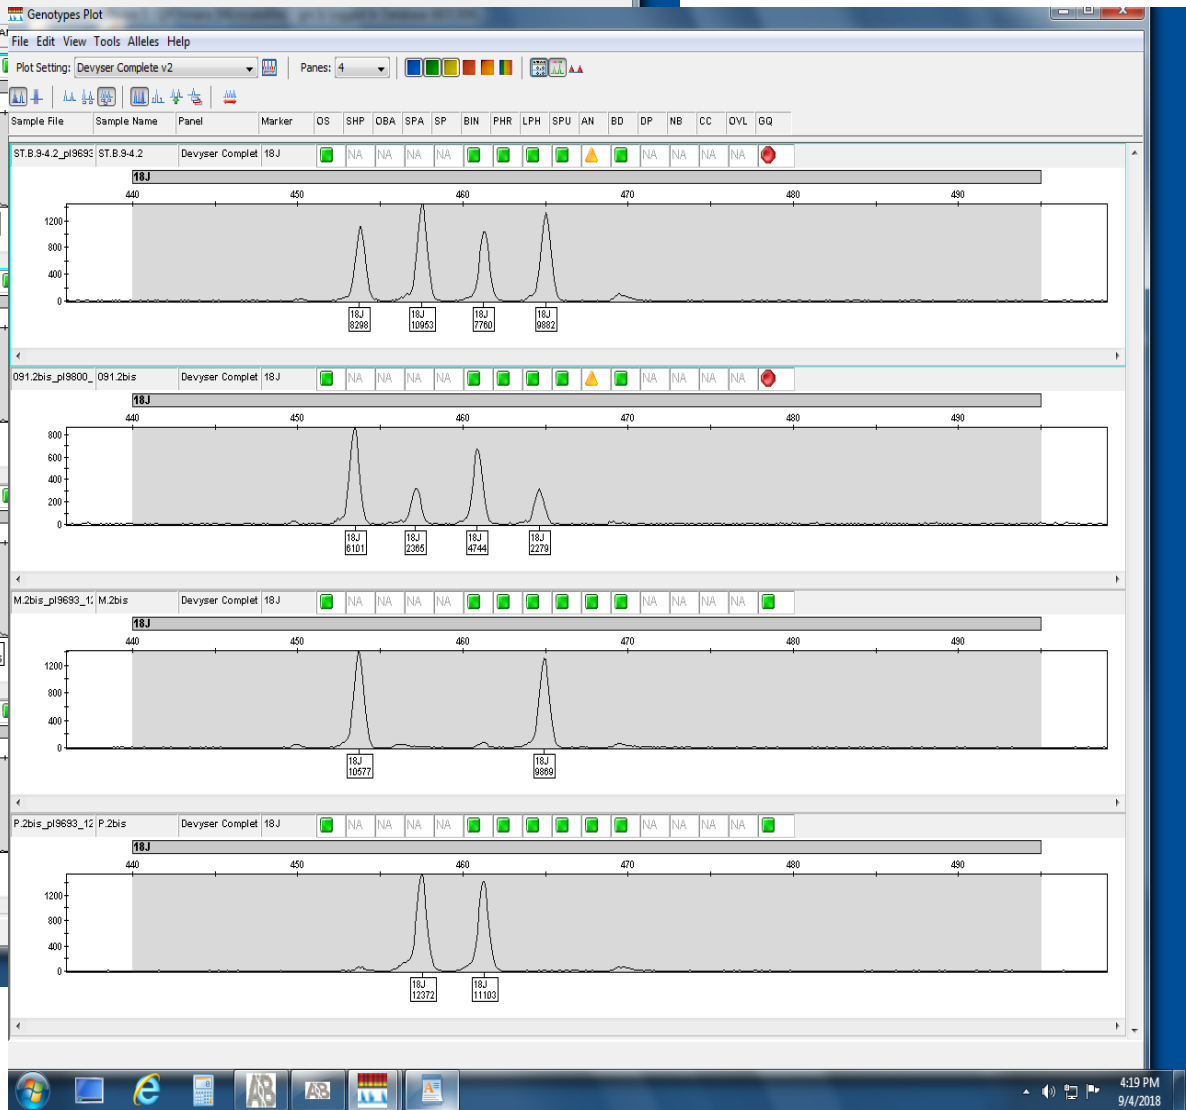 Genotypes Plot
File Edit View Tools Alleles Help
Plot Setting: Devyser Complete v2 Panes: 4
Sample File Sample Name Panel Marker OS SHP OBA SPA SP BIN PHR LPH SPU AN BD DP NB CC OVL GQ
ST.B.9-4.2_pl9693 ST.B.9-4.2 Devyser Complet 18J NA NA NA NA NA NA NA NA
18J
440 450 460 470 480 490
1200
800
400
0
18J 18J 18J 18J
8298 10953 7760 9882
091.2bis_pl9800_ 091.2bis Devyser Complet 18J NA NA NA NA NA NA NA NA
18J
440 450 460 470 480 490
800
600
400
200
0
18J 18J 18J 18J
6101 2365 4744 2279
M.2bis_pl9693_12 M.2bis Devyser Complet 18J NA NA NA NA NA NA NA NA
18J
440 450 460 470 480 490
1200
800
400
0
18J 18J
10577 9869
P.2bis_pl9693_12 P.2bis Devyser Complet 18J NA NA NA NA NA NA NA NA
18J
440 450 460 470 480 490
1200
800
400
0
18J 18J
12372 11103
4:19 PM
9/4/2018